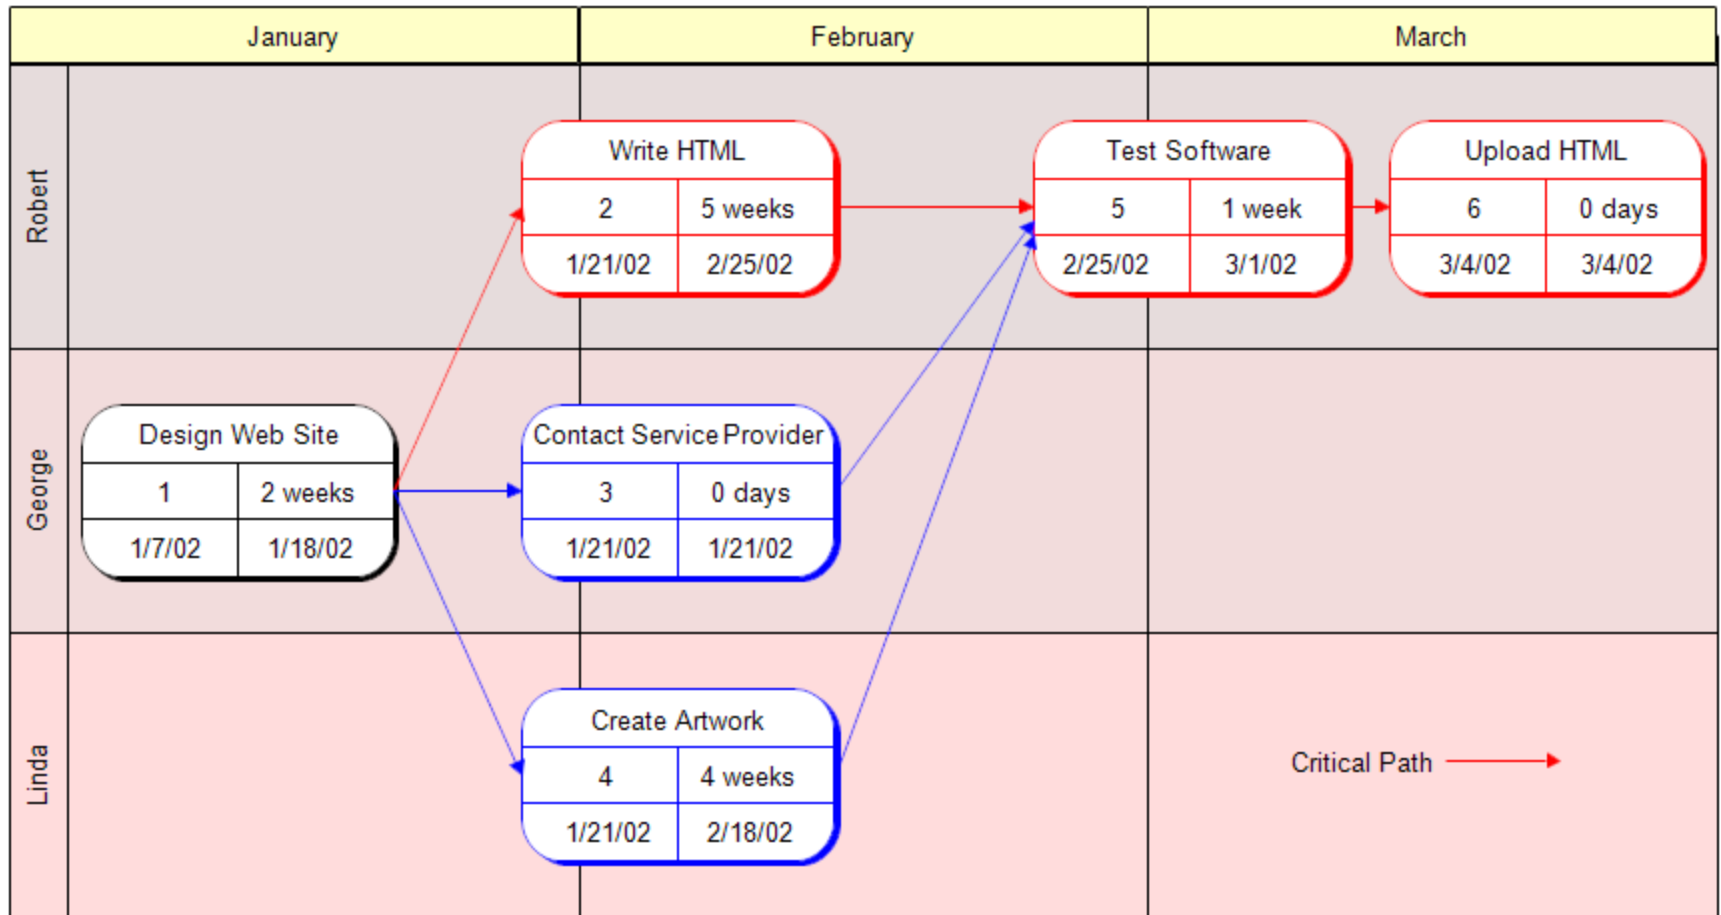 January
February
March
Robert
Write HTML
2
5 weeks
1/21/02
2/25/02
Test Software
5
1 week
2/25/02
3/1/02
Upload HTML
6
0 days
3/4/02
3/4/02
George
Design Web Site
1
2 weeks
1/7/02
1/18/02
Contact Service Provider
3
0 days
1/21/02
1/21/02
Linda
Create Artwork
4
4 weeks
1/21/02
2/18/02
Critical Path